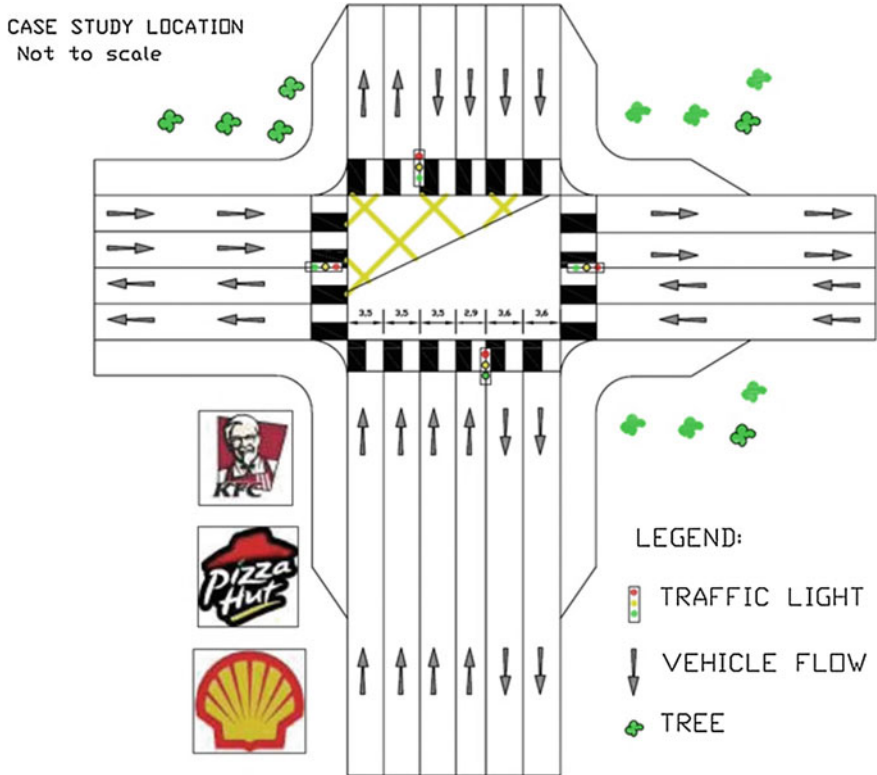 CASE STUDY LOCATION
Not to scale
3,5 3,5 3,5 2,9 3,6 3,6
KFC
Pizza
Hut
LEGEND:
TRAFFIC LIGHT
VEHICLE FLOW
TREE